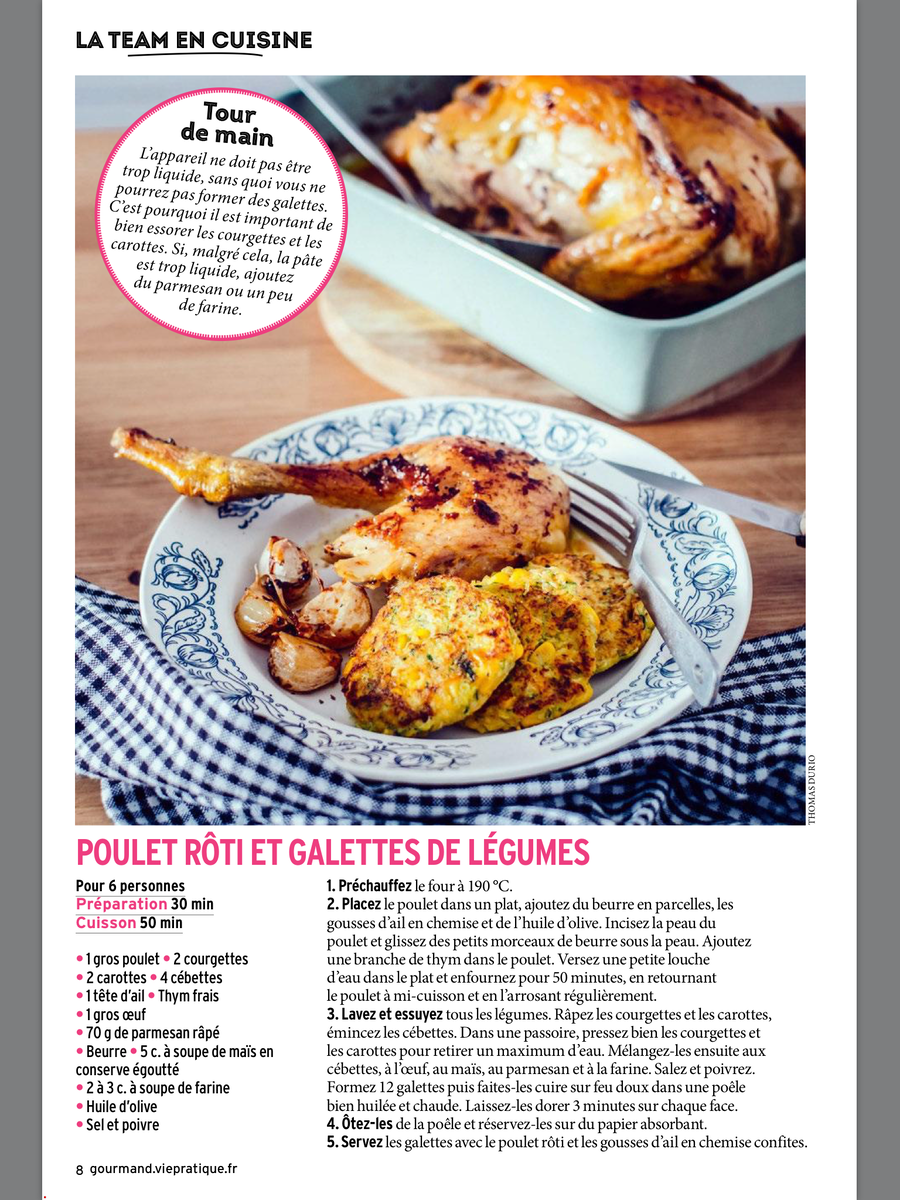 LA TEAM EN CUISINE
Tour
de main
L'appareil ne doit pas être
trop liquide, sans quoi vous ne
pourrez pas former des galettes.
C'est pourquoi il est important de
bien essorer les courgettes et les
carottes. Si, malgré cela, la pâte
est trop liquide, ajoutez
du parmesan ou un peu
de farine.
THOMAS DURIO
POULET RÔTI ET GALETTES DE LÉGUMES
Pour 6 personnes
Préparation 30 min
Cuisson 50 min
• 1 gros poulet • 2 courgettes
• 2 carottes • 4 cébettes
• 1 tête d'ail • Thym frais
• 1 gros œuf
• 70 g de parmesan râpé
• Beurre • 5 c. à soupe de maïs en
conserve égoutté
• 2 à 3 c. à soupe de farine
• Huile d'olive
• Sel et poivre
1. Préchauffez le four à 190 °C.
2. Placez le poulet dans un plat, ajoutez du beurre en parcelles, les
gousses d'ail en chemise et de l'huile d'olive. Incisez la peau du
poulet et glissez des petits morceaux de beurre sous la peau. Ajoutez
une branche de thym dans le poulet. Versez une petite louche
d'eau dans le plat et enfournez pour 50 minutes, en retournant
le poulet à mi-cuisson et en l'arrosant régulièrement.
3. Lavez et essuyez tous les légumes. Râpez les courgettes et les carottes,
émincez les cébettes. Dans une passoire, pressez bien les courgettes et
les carottes pour retirer un maximum d'eau. Mélangez-les ensuite aux
cébettes, à l'œuf, au maïs, au parmesan et à la farine. Salez et poivrez.
Formez 12 galettes puis faites-les cuire sur feu doux dans une poêle
bien huilée et chaude. Laissez-les dorer 3 minutes sur chaque face.
4. Ôtez-les de la poêle et réservez-les sur du papier absorbant.
5. Servez les galettes avec le poulet rôti et les gousses d'ail en chemise confites.
8 gourmand.viepratique.fr